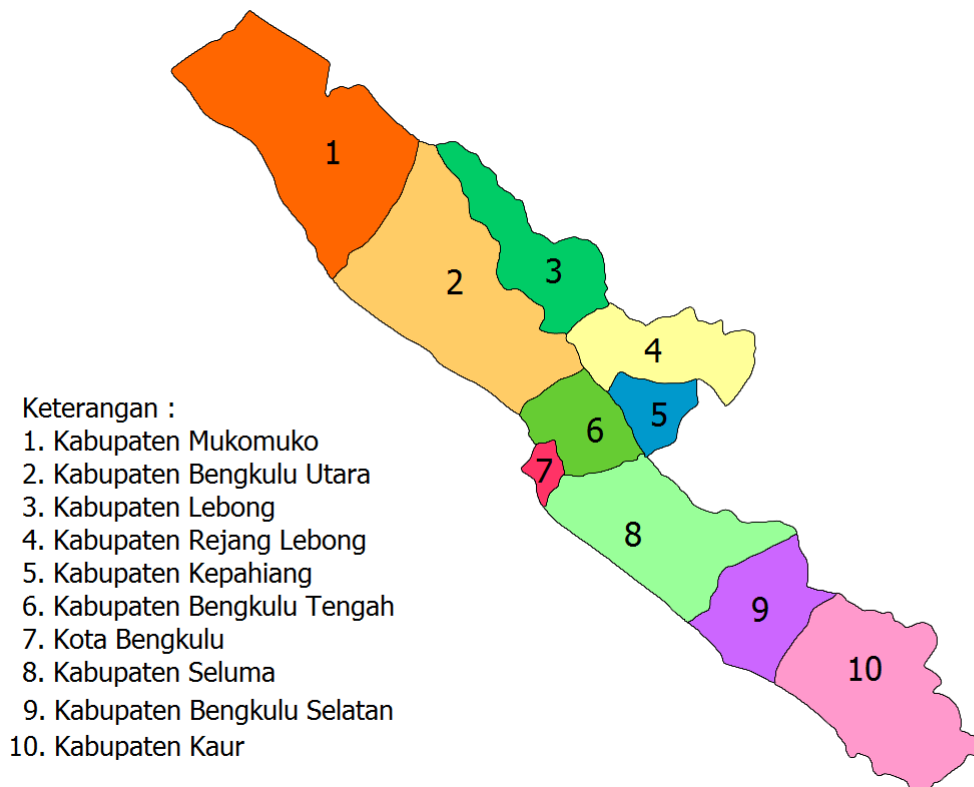 1
2
3
4
5
6
7
8
9
10
Keterangan :
1. Kabupaten Mukomuko
2. Kabupaten Bengkulu Utara
3. Kabupaten Lebong
4. Kabupaten Rejang Lebong
5. Kabupaten Kepahiang
6. Kabupaten Bengkulu Tengah
7. Kota Bengkulu
8. Kabupaten Seluma
9. Kabupaten Bengkulu Selatan
10. Kabupaten Kaur